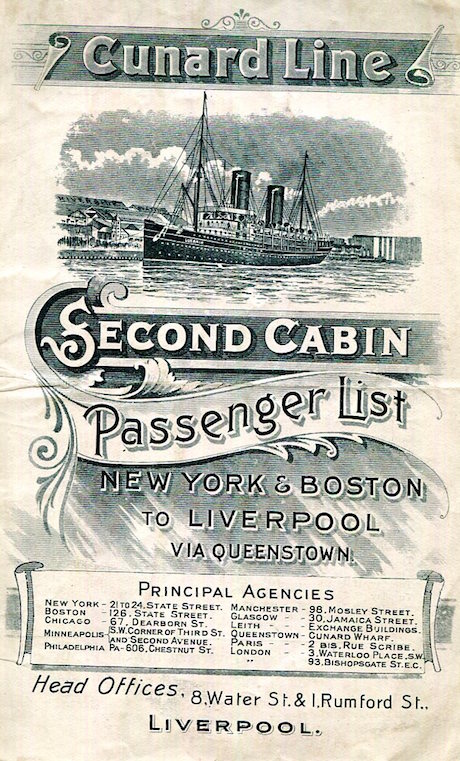 Cunard Line
SECOND CABIN
Passenger List
NEW YORK & BOSTON
TO LIVERPOOL
VIA QUEENSTOWN.
PRINCIPAL AGENCIES
NEW YORK - 21 TO 24, STATE STREET.
BOSTON - 126, STATE STREET.
CHICAGO - 67, DEARBORN ST.
MINNEAPOLIS - S.W. CORNER OF THIRD ST.
AND SECOND AVENUE
PHILADELPHIA PA - 606, CHESTNUT ST.
MANCHESTER - 98, MOSLEY STREET.
GLASGOW - 30, JAMAICA STREET.
LEITH - EXCHANGE BUILDINGS.
QUEENSTOWN - CUNARD WHARF.
PARIS - 2 BIS, RUE SCRIBE.
LONDON - 3, WATERLOO PLACE, S.W.
" - 93, BISHOPSGATE ST. E.C.
Head Offices, 8, Water St. & 1, Rumford St.,
LIVERPOOL.